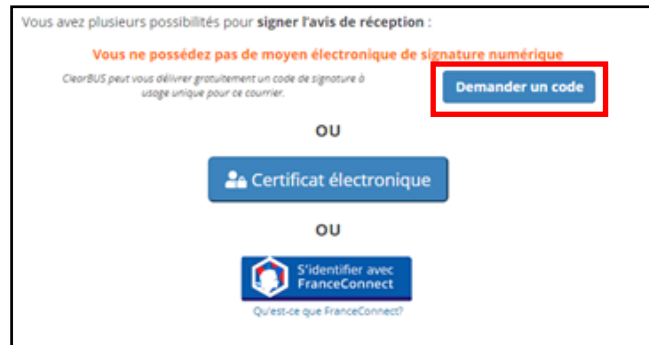 Vous avez plusieurs possibilités pour signer l'avis de réception :
Vous ne possédez pas de moyen électronique de signature numérique
ClearBUS peut vous délivrer gratuitement un code de signature à
usage unique pour ce courrier.
Demander un code
OU
Certificat électronique
OU
S'identifier avec
FranceConnect
Qu'est-ce que FranceConnect?